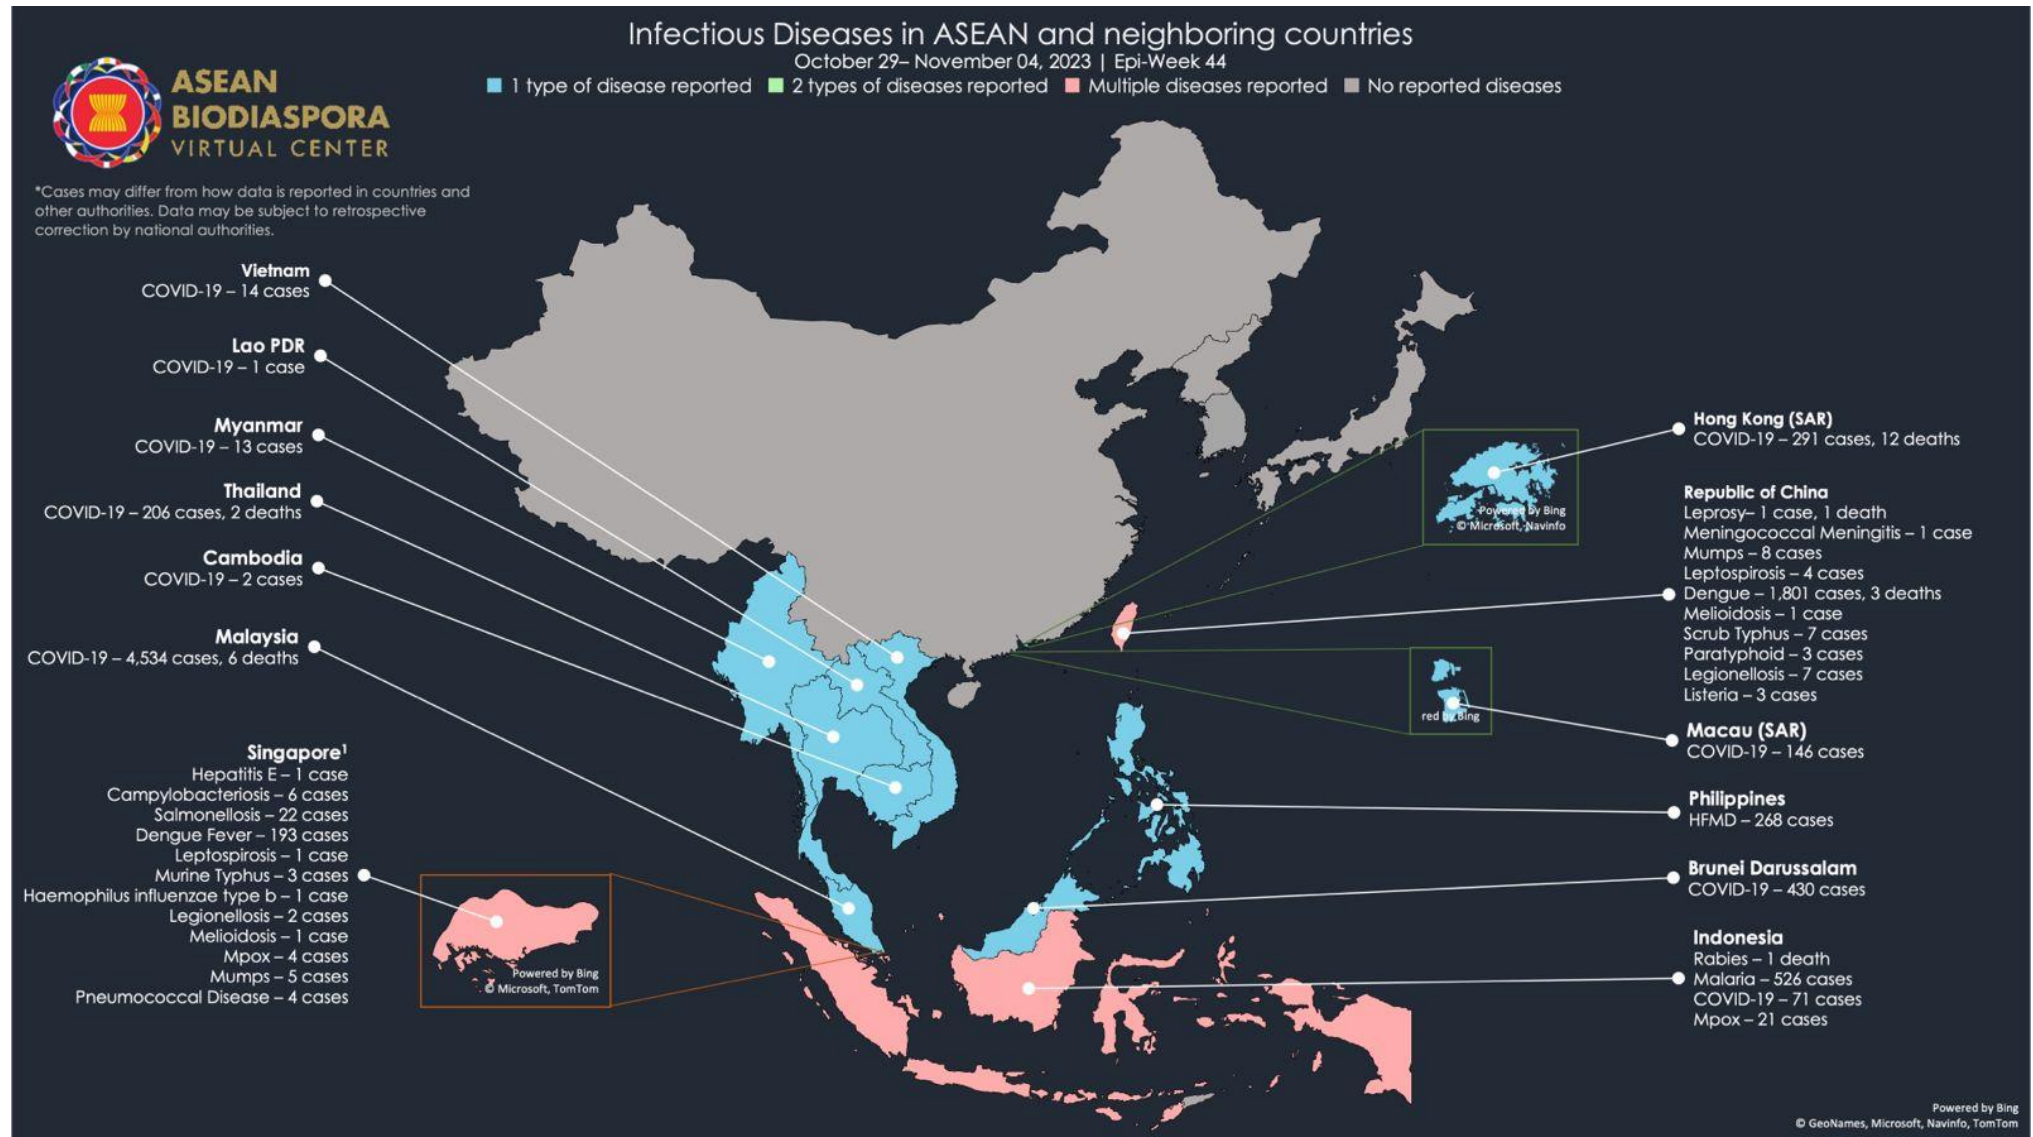 Infectious Diseases in ASEAN and neighboring countries
October 29– November 04, 2023 | Epi-Week 44
1 type of disease reported 2 types of diseases reported Multiple diseases reported No reported diseases
ASEAN
BIODIASPORA
VIRTUAL CENTER
*Cases may differ from how data is reported in countries and
other authorities. Data may be subject to retrospective
correction by national authorities.
Vietnam
COVID-19 – 14 cases
Lao PDR
COVID-19 – 1 case
Myanmar
COVID-19 – 13 cases
Thailand
COVID-19 – 206 cases, 2 deaths
Cambodia
COVID-19 – 2 cases
Malaysia
COVID-19 – 4,534 cases, 6 deaths
Singapore¹
Hepatitis E – 1 case
Campylobacteriosis – 6 cases
Salmonellosis – 22 cases
Dengue Fever – 193 cases
Leptospirosis – 1 case
Murine Typhus – 3 cases
Haemophilus influenzae type b – 1 case
Legionellosis – 2 cases
Melioidosis – 1 case
Mpox – 4 cases
Mumps – 5 cases
Pneumococcal Disease – 4 cases
Powered by Bing
© Microsoft, TomTom
Powered by Bing
© Microsoft, Navinfo
red by Bing
Hong Kong (SAR)
COVID-19 – 291 cases, 12 deaths
Republic of China
Leprosy– 1 case, 1 death
Meningococcal Meningitis – 1 case
Mumps – 8 cases
Leptospirosis – 4 cases
Dengue – 1,801 cases, 3 deaths
Melioidosis – 1 case
Scrub Typhus – 7 cases
Paratyphoid – 3 cases
Legionellosis – 7 cases
Listeria – 3 cases
Macau (SAR)
COVID-19 – 146 cases
Philippines
HFMD – 268 cases
Brunei Darussalam
COVID-19 – 430 cases
Indonesia
Rabies – 1 death
Malaria – 526 cases
COVID-19 – 71 cases
Mpox – 21 cases
Powered by Bing
© GeoNames, Microsoft, Navinfo, TomTom